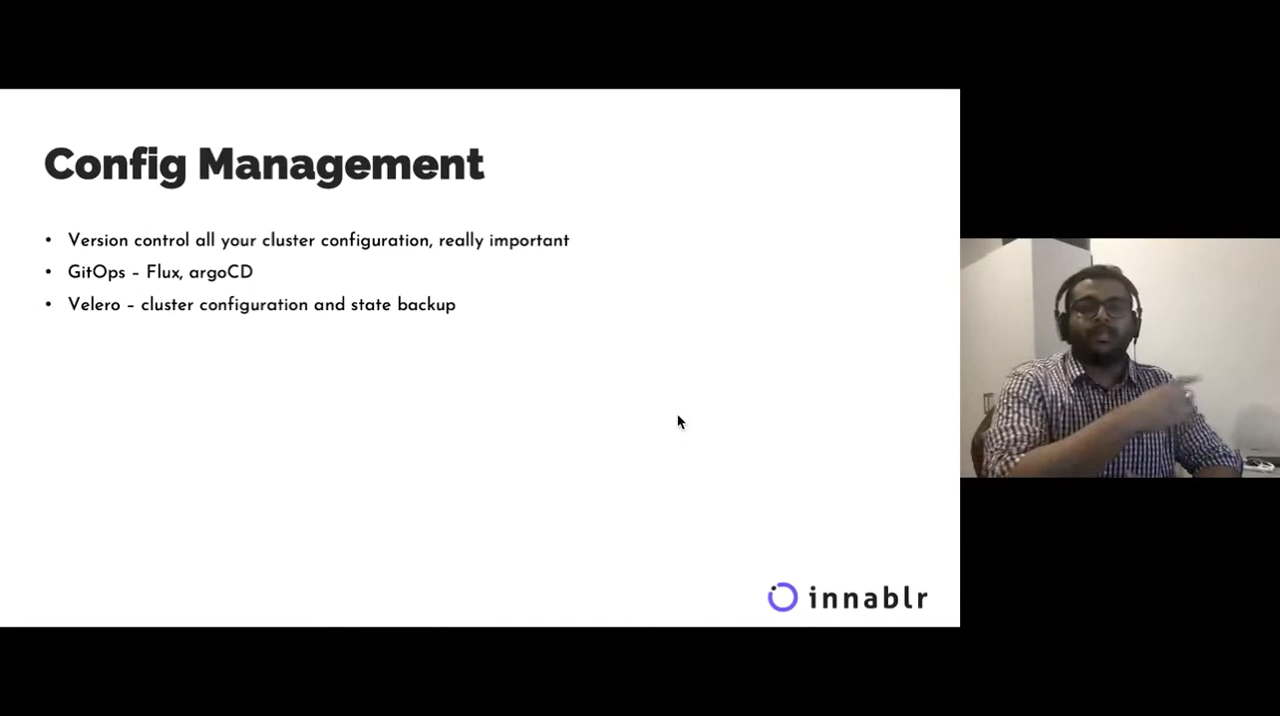 Config Management
• Version control all your cluster configuration, really important
• GitOps – Flux, argoCD
• Velero – cluster configuration and state backup
innablr